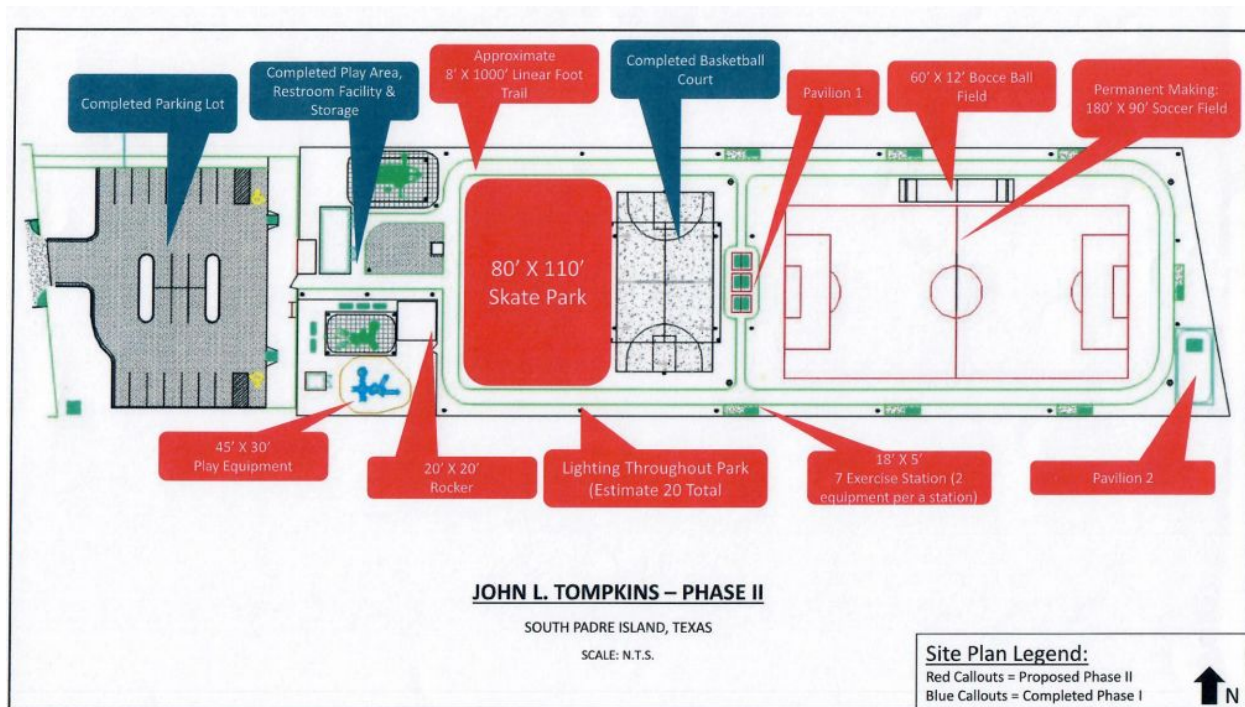 Completed Parking Lot
Completed Play Area,
Restroom Facility &
Storage
Approximate
8' X 1000' Linear Foot
Trail
Completed Basketball
Court
Pavilion 1
60' X 12' Bocce Ball
Field
Permanent Making:
180' X 90' Soccer Field
80' X 110'
Skate Park
45' X 30'
Play Equipment
20' X 20'
Rocker
Lighting Throughout Park
(Estimate 20 Total
18' X 5'
7 Exercise Station (2
equipment per a station)
Pavilion 2
JOHN L. TOMPKINS – PHASE II
SOUTH PADRE ISLAND, TEXAS
SCALE: N.T.S.
Site Plan Legend:
Red Callouts = Proposed Phase II
Blue Callouts = Completed Phase I
N